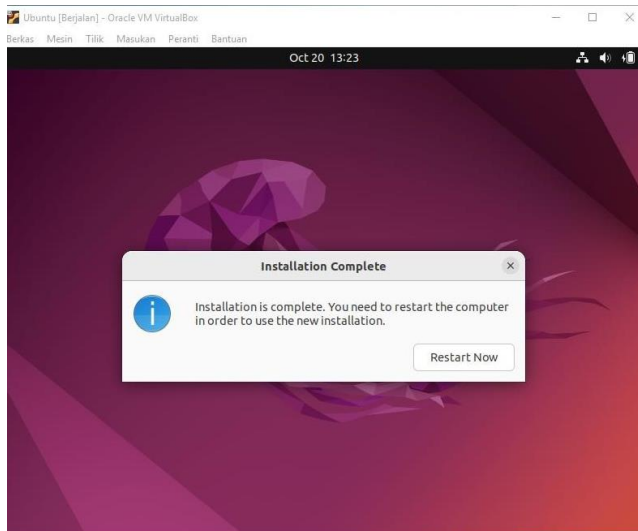 Ubuntu [Berjalan] - Oracle VM VirtualBox
Berkas Mesin Tilik Masukan Peranti Bantuan
Oct 20 13:23
Installation Complete
Installation is complete. You need to restart the computer
in order to use the new installation.
Restart Now